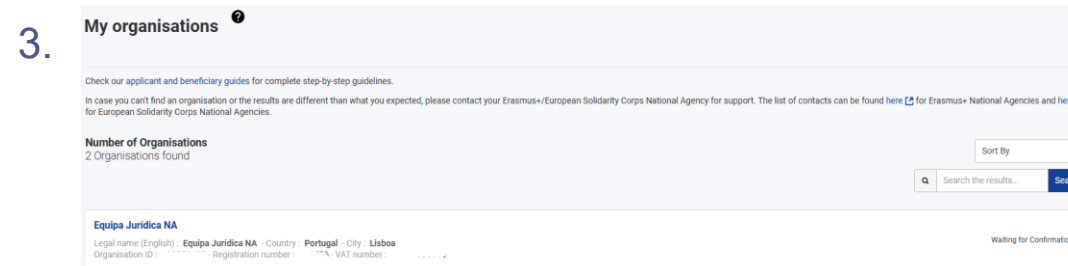 3.
My organisations ?
Check our applicant and beneficiary guides for complete step-by-step guidelines.
In case you can't find an organisation or the results are different than what you expected, please contact your Erasmus+/European Solidarity Corps National Agency for support. The list of contacts can be found here for Erasmus+ National Agencies and
for European Solidarity Corps National Agencies.
Number of Organisations
2 Organisations found
Sort By
Search the results...
Equipa Jurídica NA
Legal name (English) : Equipa Jurídica NA - Country : Portugal - City : Lisboa
Waiting for
Organisation ID : - Registration number : - VAT number :